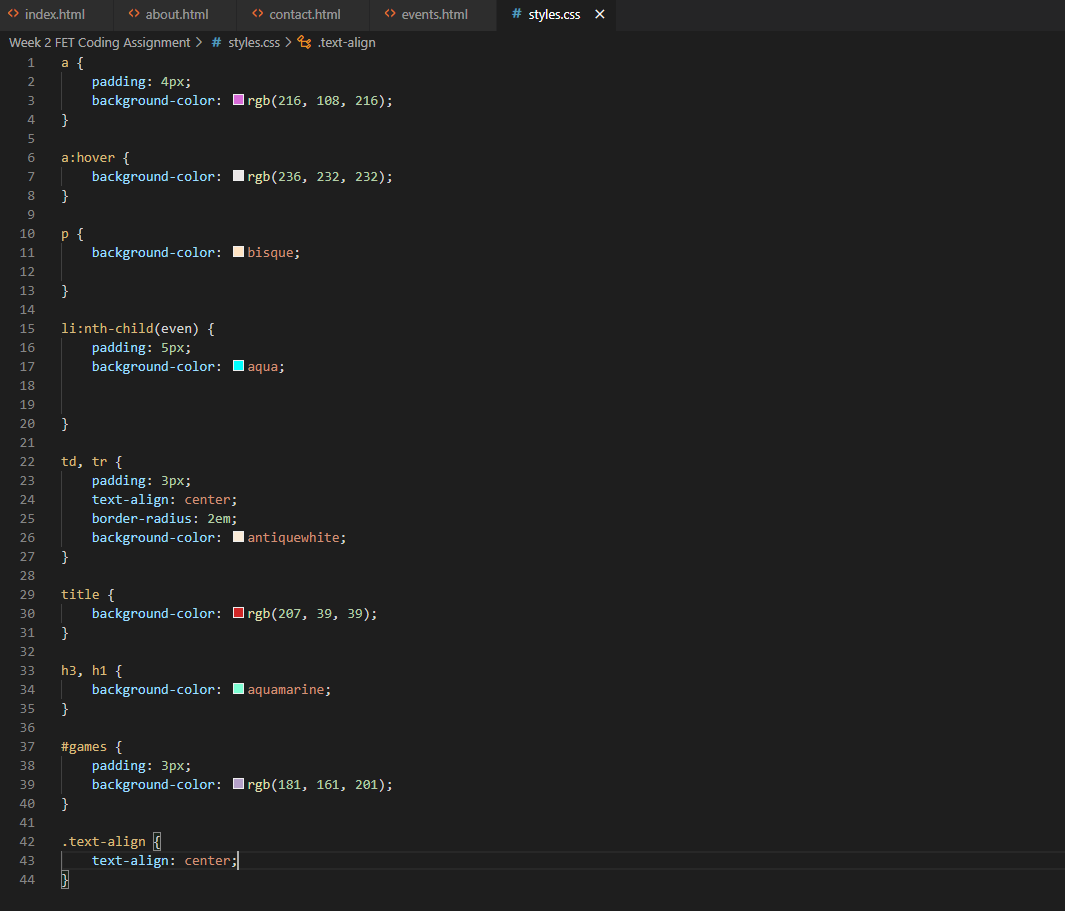 index.html about.html contact.html events.html # styles.css ×
Week 2 FET Coding Assignment > # styles.css > .text-align
1 a {
2     padding: 4px;
3     background-color: rgb(216, 108, 216);
4 }
5
6 a:hover {
7     background-color: rgb(236, 232, 232);
8 }
9
10 p {
11     background-color: bisque;
12
13 }
14
15 li:nth-child(even) {
16     padding: 5px;
17     background-color: aqua;
18
19
20 }
21
22 td, tr {
23     padding: 3px;
24     text-align: center;
25     border-radius: 2em;
26     background-color: antiquewhite;
27 }
28
29 title {
30     background-color: rgb(207, 39, 39);
31 }
32
33 h3, h1 {
34     background-color: aquamarine;
35 }
36
37 #games {
38     padding: 3px;
39     background-color: rgb(181, 161, 201);
40 }
41
42 .text-align {
43     text-align: center;
44 }